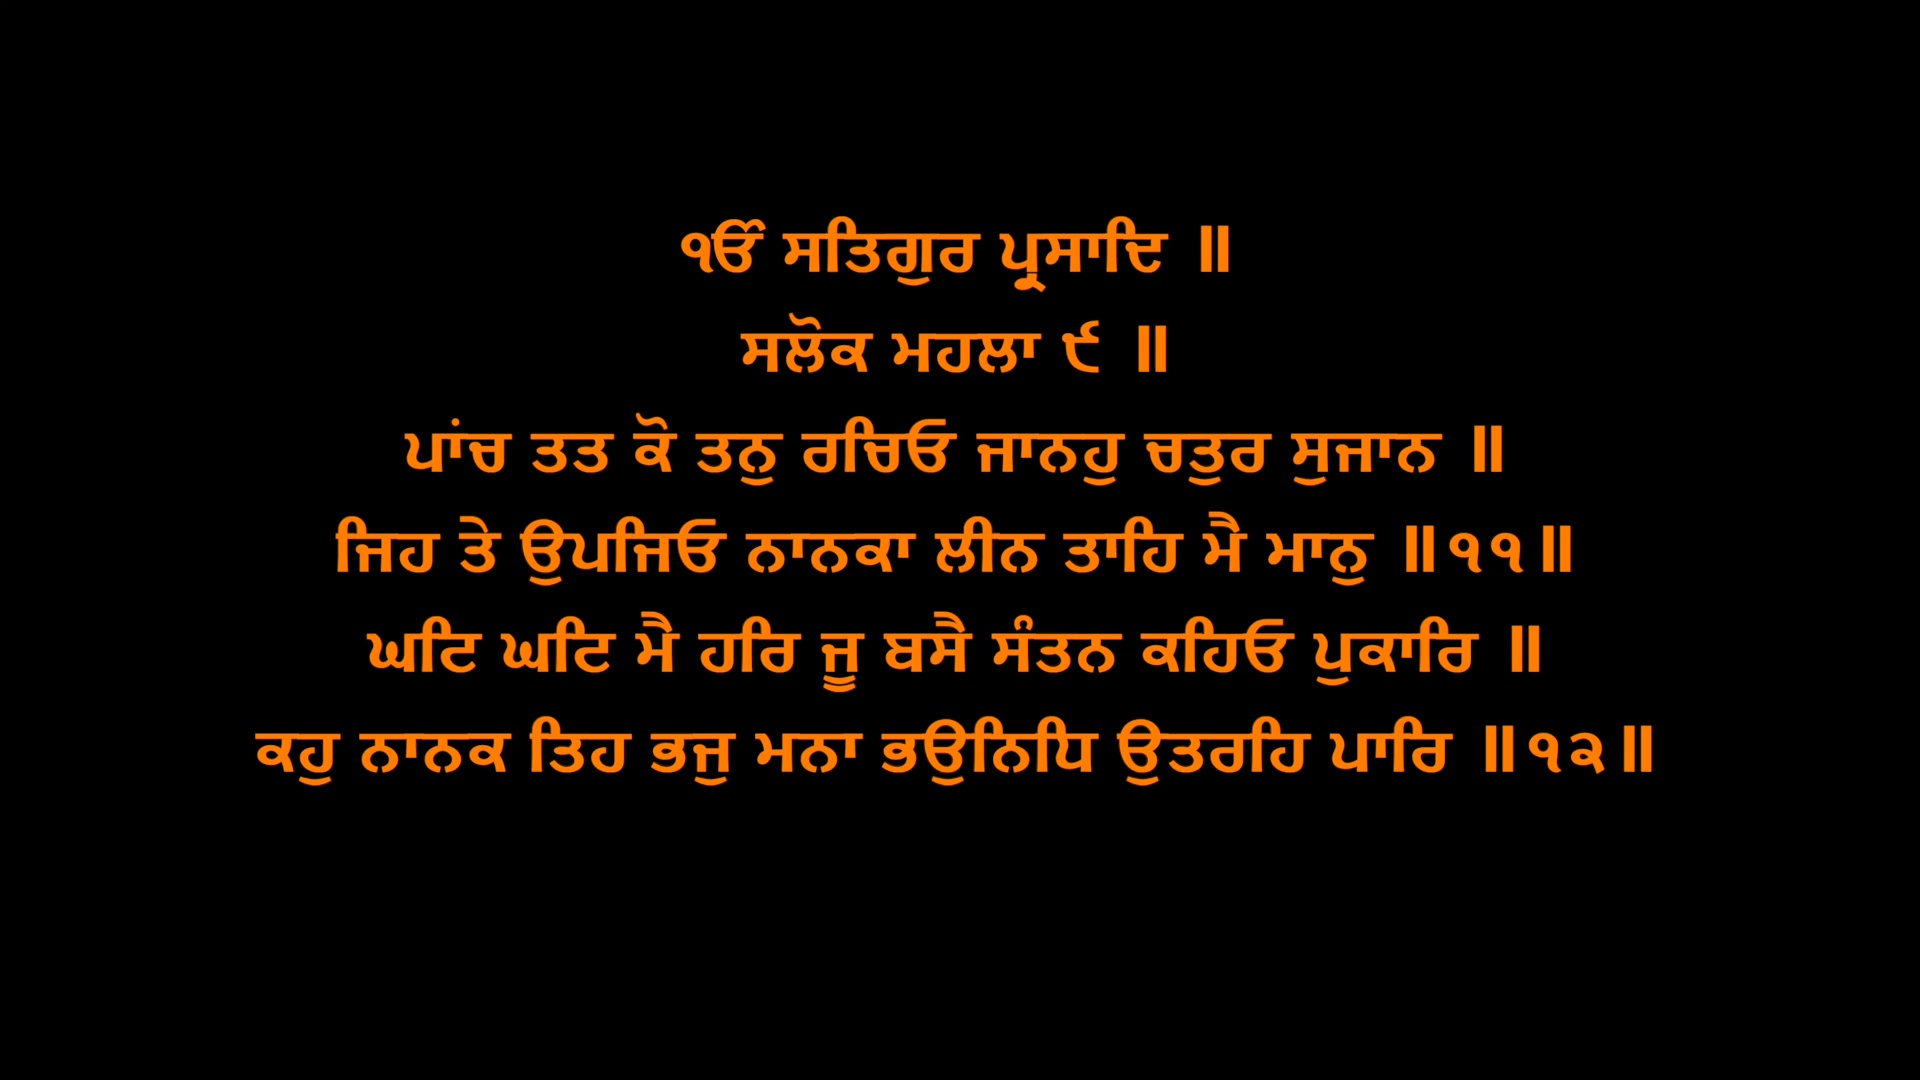 ੴ ਸਤਿਗੁਰ ਪ੍ਰਸਾਦਿ ॥
ਸਲੋਕ ਮਹਲਾ ੯ ॥
ਪਾਂਚ ਤਤ ਕੋ ਤਨੁ ਰਚਿਓ ਜਾਨਹੁ ਚਤੁਰ ਸੁਜਾਨ ॥
ਜਿਹ ਤੇ ਉਪਜਿਓ ਨਾਨਕਾ ਲੀਨ ਤਾਹਿ ਮੈ ਮਾਨੁ ॥੧੧॥
ਘਟਿ ਘਟਿ ਮੈ ਹਰਿ ਜੂ ਬਸੈ ਸੰਤਨ ਕਹਿਓ ਪੁਕਾਰਿ ॥
ਕਹੁ ਨਾਨਕ ਤਿਹ ਭਜੁ ਮਨਾ ਭਉਨਿਧਿ ਉਤਰਹਿ ਪਾਰਿ ॥੧੨॥